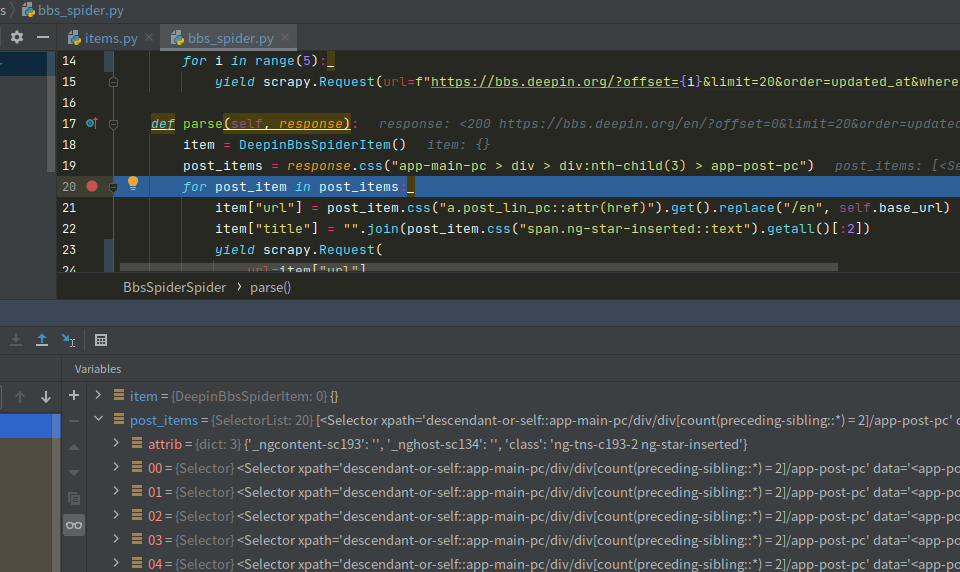 s › bbs_spider.py
items.py × bbs_spider.py ×
14 for i in range(5):
15 yield scrapy.Request(url=f"https://bbs.deepin.org/?offset={i}&limit=20&order=updated_at&where
16
17 def parse(self, response): response: <200 https://bbs.deepin.org/en/?offset=0&limit=20&order=updated
18 item = DeepinBbsSpiderItem() item: {}
19 post_items = response.css("app-main-pc > div > div:nth-child(3) > app-post-pc") post_items: [<Se
20 for post_item in post_items:
21 item["url"] = post_item.css("a.post_lin_pc::attr(href)").get().replace("/en", self.base_url)
22 item["title"] = "".join(post_item.css("span.ng-star-inserted::text").getall()[:2])
23 yield scrapy.Request(
24 url=item["url"]
BbsSpiderSpider › parse()
Variables
item = {DeepinBbsSpiderItem: 0} {}
post_items = {SelectorList: 20} [<Selector xpath='descendant-or-self::app-main-pc/div/div[count(preceding-sibling::*) = 2]/app-post-pc' d
attrib = {dict: 3} {'_ngcontent-sc193': '', '_nghost-sc134': '', 'class': 'ng-tns-c193-2 ng-star-inserted'}
00 = {Selector} <Selector xpath='descendant-or-self::app-main-pc/div/div[count(preceding-sibling::*) = 2]/app-post-pc' data='<app-po
01 = {Selector} <Selector xpath='descendant-or-self::app-main-pc/div/div[count(preceding-sibling::*) = 2]/app-post-pc' data='<app-po
02 = {Selector} <Selector xpath='descendant-or-self::app-main-pc/div/div[count(preceding-sibling::*) = 2]/app-post-pc' data='<app-po
03 = {Selector} <Selector xpath='descendant-or-self::app-main-pc/div/div[count(preceding-sibling::*) = 2]/app-post-pc' data='<app-po
04 = {Selector} <Selector xpath='descendant-or-self::app-main-pc/div/div[count(preceding-sibling::*) = 2]/app-post-pc' data='<app-po